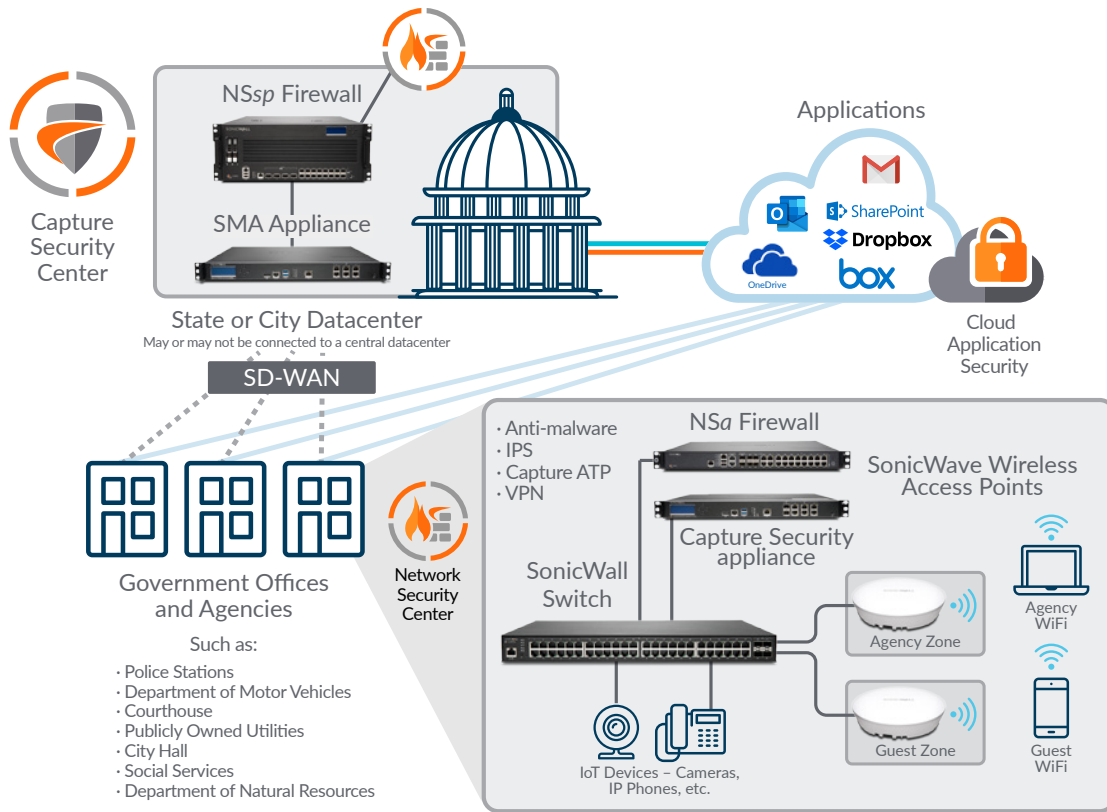 NSsp Firewall
SMA Appliance
Capture
Security
Center
State or City Datacenter
May or may not be connected to a central datacenter
SD-WAN
Applications
SharePoint
Dropbox
OneDrive
box
Cloud
Application
Security
Government Offices
and Agencies
Such as:
· Police Stations
· Department of Motor Vehicles
· Courthouse
· Publicly Owned Utilities
· City Hall
· Social Services
· Department of Natural Resources
Network
Security
Center
· Anti-malware
· IPS
· Capture ATP
· VPN
NSa Firewall
Capture Security
appliance
SonicWall
Switch
SonicWave Wireless
Access Points
Agency Zone
Agency
WiFi
Guest Zone
Guest
WiFi
IoT Devices – Cameras,
IP Phones, etc.